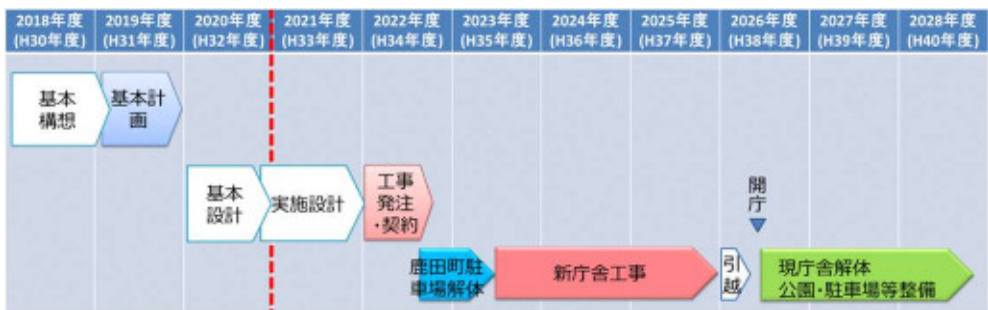 2018年度 2019年度 2020年度 2021年度 2022年度 2023年度 2024年度 2025年度 2026年度 2027年度 2028年度
(H30年度) (H31年度) (H32年度) (H33年度) (H34年度) (H35年度) (H36年度) (H37年度) (H38年度) (H39年度) (H40年度)
基本
構想
基本計
画
基本
設計
実施設計
工事
発注
・契約
開
庁
鹿田町駐
車場解体
新庁舎工事
引
越
現庁舎解体
公園・駐車場等整備